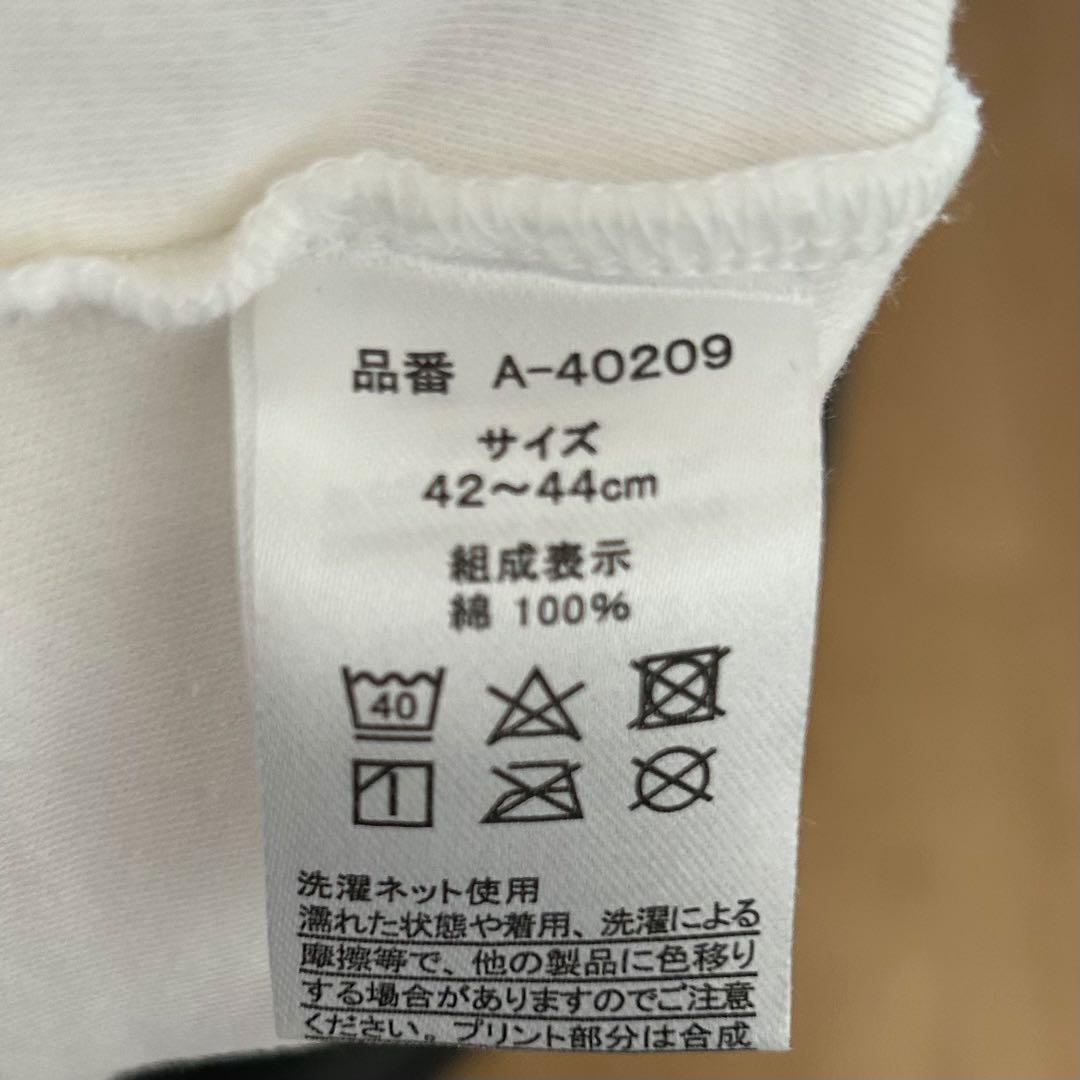 品番 A-40209
サイズ
42～44cm
組成表示
綿 100%
40
洗濯ネット使用
濡れた状態や着用、洗濯による
摩擦等で、他の製品に色移り
する場合がありますのでご注意
ください。プリント部分は合成